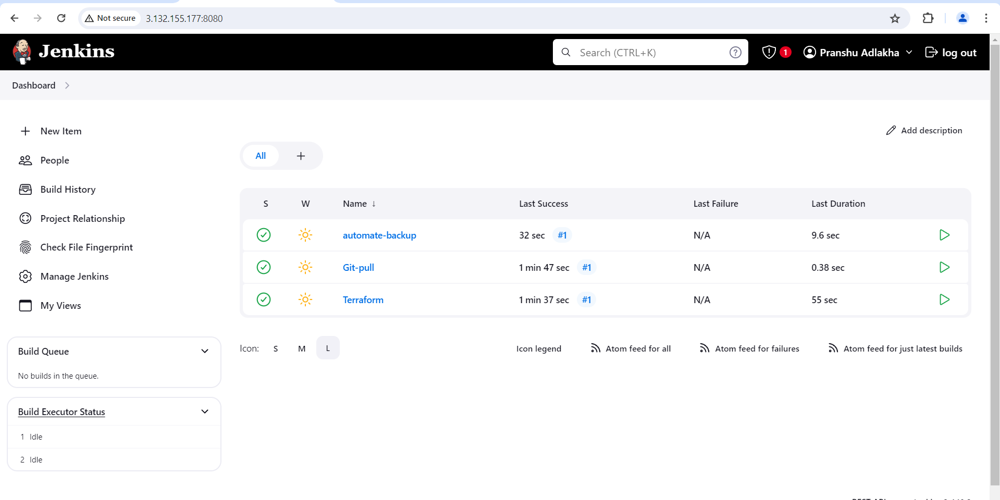 Not secure 3.132.155.177:8080
Jenkins Search (CTRL+K) ? 1 Pranshu Adlakha log out
Dashboard
New Item
People
Build History
Project Relationship
Check File Fingerprint
Manage Jenkins
My Views
Build Queue
No builds in the queue.
Build Executor Status
1 Idle
2 Idle
Add description
All +
S W Name ↓ Last Success Last Failure Last Duration
automate-backup 32 sec #1 N/A 9.6 sec
Git-pull 1 min 47 sec #1 N/A 0.38 sec
Terraform 1 min 37 sec #1 N/A 55 sec
Icon: S M L Icon legend Atom feed for all Atom feed for failures Atom feed for just latest builds